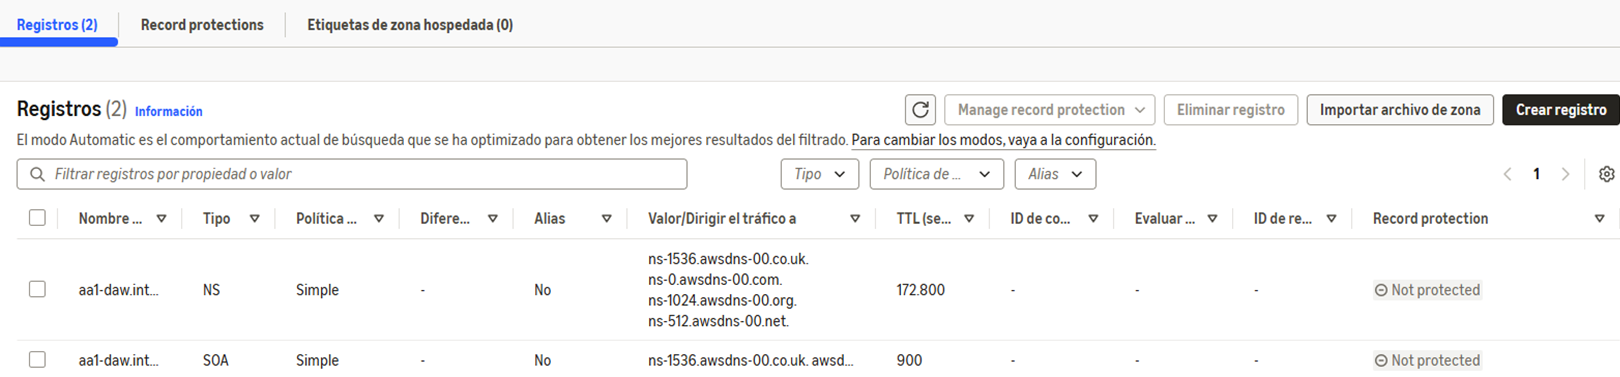 Registros (2) Record protections Etiquetas de zona hospedada (0)
Registros (2) Información Manage record protection Eliminar registro Importar archivo de zona Crear registro
El modo Automatic es el comportamiento actual de búsqueda que se ha optimizado para obtener los mejores resultados del filtrado. Para cambiar los modos, vaya a la configuración.
Filtrar registros por propiedad o valor Tipo Política de ... Alias 1
Nombre ... Tipo Política ... Difere... Alias Valor/Dirigir el tráfico a TTL (se... ID de co... Evaluar ... ID de re... Record protection
ns-1536.awsdns-00.co.uk.
ns-0.awsdns-00.com.
aa1-daw.int... NS Simple - No 172.800 - - - Not protected
ns-1024.awsdns-00.org.
ns-512.awsdns-00.net.
aa1-daw.int... SOA Simple - No ns-1536.awsdns-00.co.uk. awsd... 900 - - - Not protected